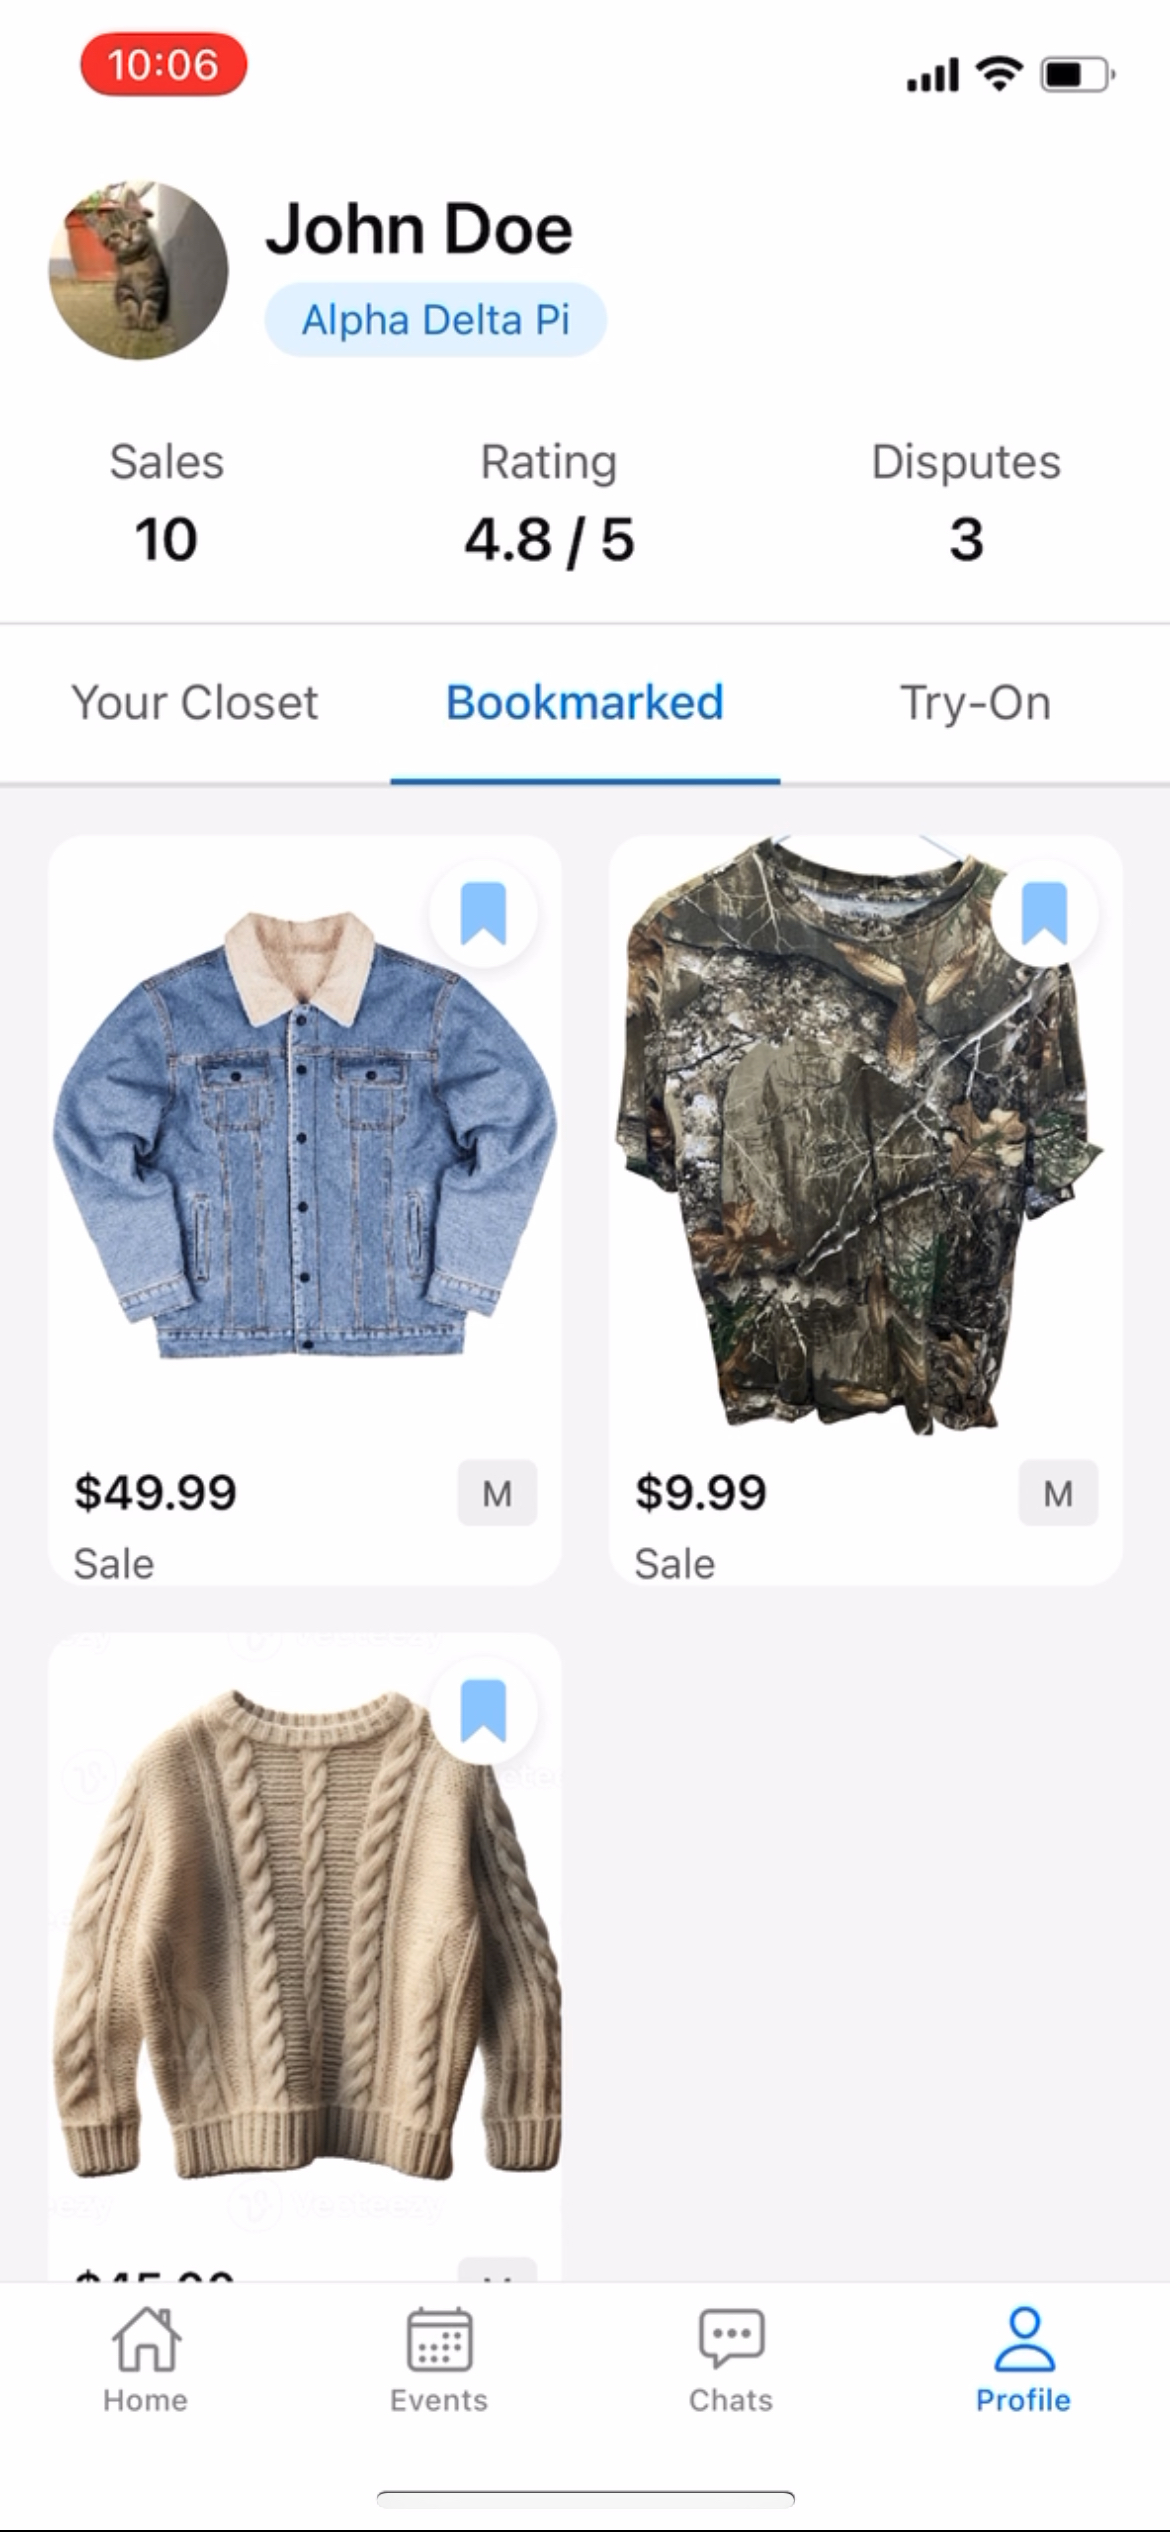 10:06
John Doe
Alpha Delta Pi
Sales Rating Disputes
10 4.8 / 5 3
Your Closet Bookmarked Try-On
$49.99 M
Sale
$9.99 M
Sale
Vecteezy
Home Events Chats Profile